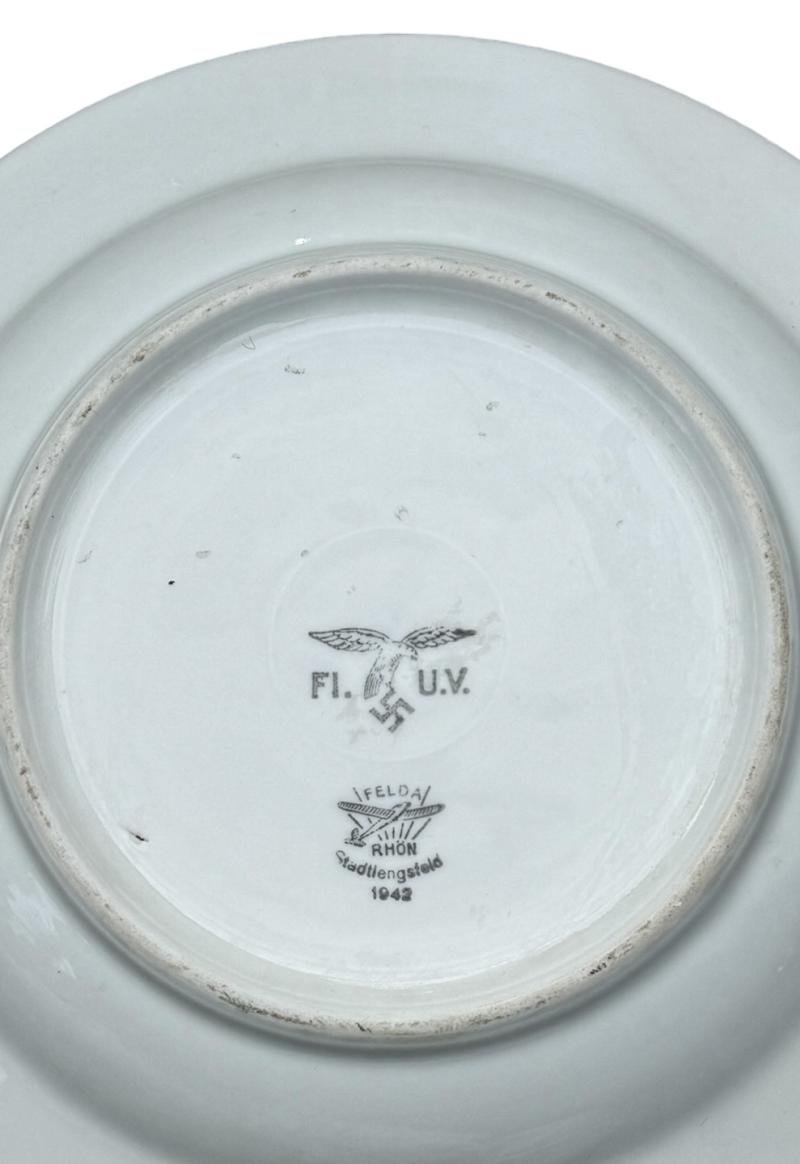 Fl. U.V.
FELDA
RHÖN
Stadtlengsfeld
1942